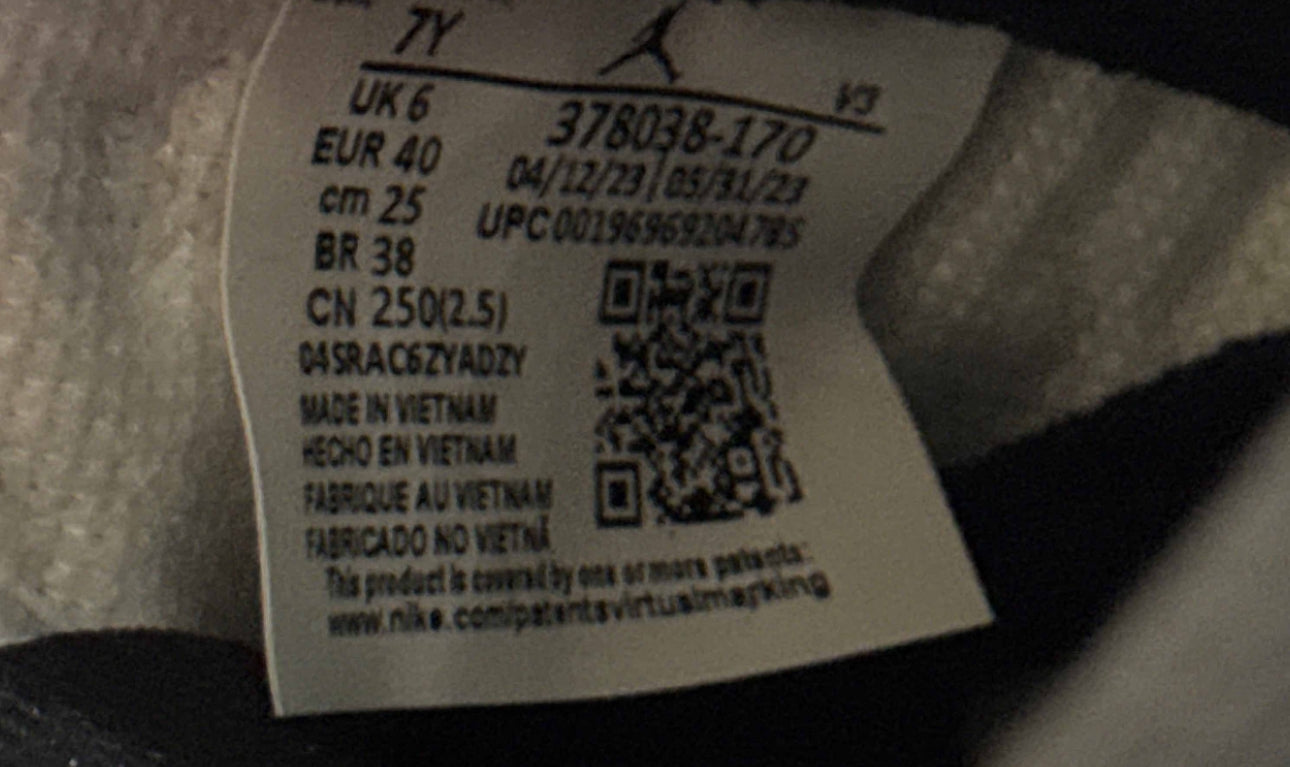 7Y
UK 6
EUR 40
cm 25
BR 38
CN 250(2.5)
378038-170
04/12/23 | 05/31/23
UPC00196969204785
04SRAC6ZYADZY
MADE IN VIETNAM
HECHO EN VIETNAM
FABRIQUE AU VIETNAM
FABRICADO NO VIETNÃ
This product is covered by one or more patents:
www.nike.com/patentsvirtualmarking